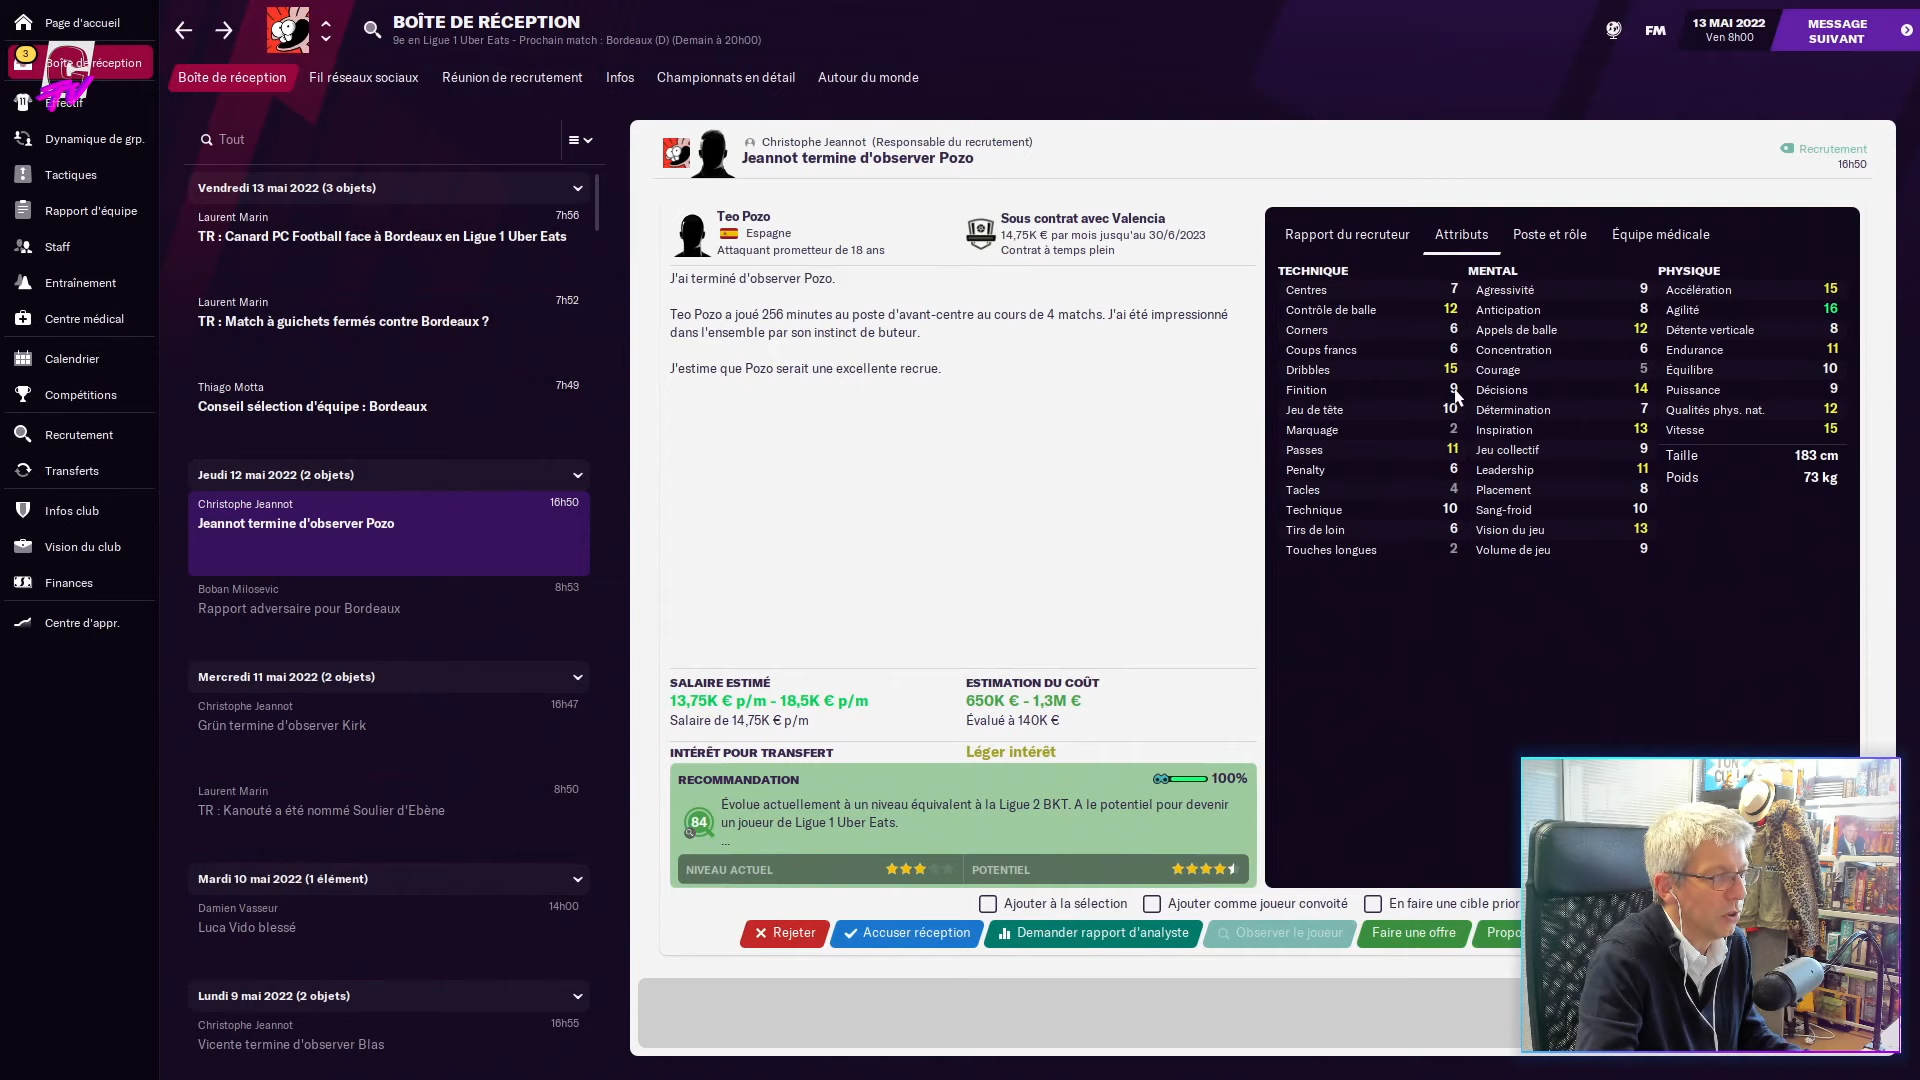 Page d'accueil
3
Boîte de réception
Effectif
Dynamique de grp.
Tactiques
Rapport d'équipe
Staff
Entraînement
Centre médical
Calendrier
Compétitions
Recrutement
Transferts
Infos club
Vision du club
Finances
Centre d'appr.
BOÎTE DE RÉCEPTION
9e en Ligue 1 Uber Eats - Prochain match : Bordeaux (D) (Demain à 20h00)
FM
13 MAI 2022
Ven 8h00
MESSAGE SUIVANT
Boîte de réception Fil réseaux sociaux Réunion de recrutement Infos Championnats en détail Autour du monde
Tout
Vendredi 13 mai 2022 (3 objets)
Laurent Marin 7h56
TR : Canard PC Football face à Bordeaux en Ligue 1 Uber Eats
Laurent Marin 7h52
TR : Match à guichets fermés contre Bordeaux ?
Thiago Motta 7h49
Conseil sélection d'équipe : Bordeaux
Jeudi 12 mai 2022 (2 objets)
Christophe Jeannot 16h50
Jeannot termine d'observer Pozo
Boban Milosevic 8h53
Rapport adversaire pour Bordeaux
Mercredi 11 mai 2022 (2 objets)
Christophe Jeannot 16h47
Grün termine d'observer Kirk
Laurent Marin 8h50
TR : Kanouté a été nommé Soulier d'Ebène
Mardi 10 mai 2022 (1 élément)
Damien Vasseur 14h00
Luca Vido blessé
Lundi 9 mai 2022 (2 objets)
Christophe Jeannot 16h55
Vicente termine d'observer Blas
Christophe Jeannot (Responsable du recrutement)
Jeannot termine d'observer Pozo
Recrutement
16h50
Teo Pozo
Espagne
Attaquant prometteur de 18 ans
Sous contrat avec Valencia
14,75K € par mois jusqu'au 30/6/2023
Contrat à temps plein
J'ai terminé d'observer Pozo.
Teo Pozo a joué 256 minutes au poste d'avant-centre au cours de 4 matchs. J'ai été impressionné
dans l'ensemble par son instinct de buteur.
J'estime que Pozo serait une excellente recrue.
SALAIRE ESTIMÉ
13,75K € p/m - 18,5K € p/m
Salaire de 14,75K € p/m
ESTIMATION DU COÛT
650K € - 1,3M €
Évalué à 140K €
INTÉRÊT POUR TRANSFERT Léger intérêt
RECOMMANDATION 100%
84
Évolue actuellement à un niveau équivalent à la Ligue 2 BKT. A le potentiel pour devenir
un joueur de Ligue 1 Uber Eats.
...
NIVEAU ACTUEL POTENTIEL
Rapport du recruteur Attributs Poste et rôle Équipe médicale
TECHNIQUE MENTAL PHYSIQUE
Centres 7 Agressivité 9 Accélération 15
Contrôle de balle 12 Anticipation 8 Agilité 16
Corners 6 Appels de balle 12 Détente verticale 8
Coups francs 6 Concentration 6 Endurance 11
Dribbles 15 Courage 5 Équilibre 10
Finition 9 Décisions 14 Puissance 9
Jeu de tête 10 Détermination 7 Qualités phys. nat. 12
Marquage 2 Inspiration 13 Vitesse 15
Passes 11 Jeu collectif 9 Taille 183 cm
Penalty 6 Leadership 11 Poids 73 kg
Tacles 4 Placement 8
Technique 10 Sang-froid 10
Tirs de loin 6 Vision du jeu 13
Touches longues 2 Volume de jeu 9
Ajouter à la sélection Ajouter comme joueur convoité En faire une cible prior
Rejeter Accuser réception Demander rapport d'analyste Observer le joueur Faire une offre Propo